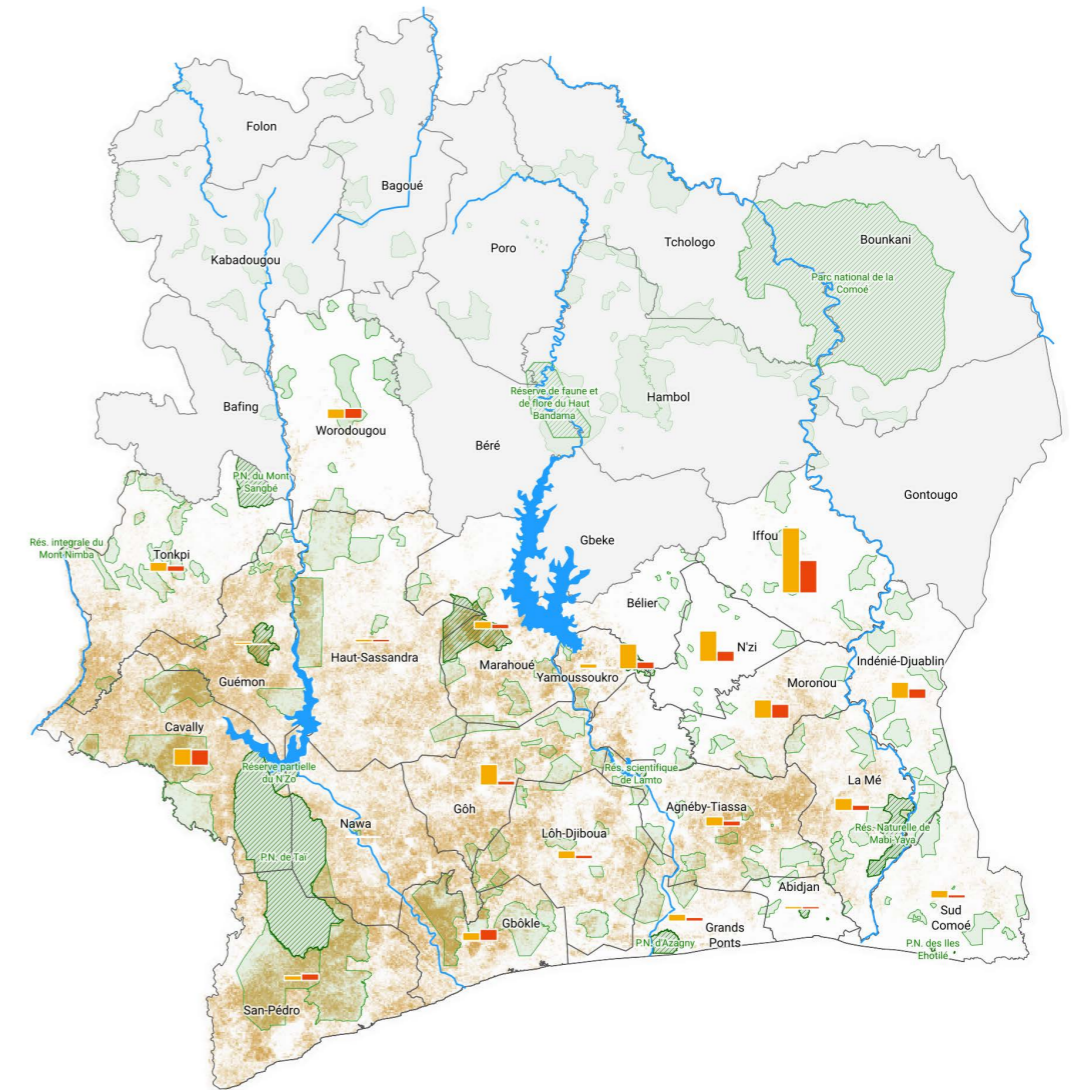 Folon
Bagoué
Poro
Tchologo
Bounkani
Kabadougou
Parc national de la
Comoé
Bafing
Worodougou
Réserve de faune et
de flore du Haut
Bandama
Hambol
Béré
P.N. du Mont
Sangbé
Gontougo
Rés. integrale du
Mont Nimba
Tonkpi
Gbeke
Iffou
Bélier
N'zi
Haut-Sassandra
Marahoué
Yamoussoukro
Indénié-Djuablin
Guémon
Moronou
Cavally
Réserve partielle
du N'Zo
Rés. scientifique
de Lamto
La Mé
Gôh
Agnéby-Tiassa
Nawa
Lôh-Djiboua
Rés. Naturelle de
Mabi-Yaya
P.N. de Tai
Abidjan
Gbôkle
Grands
Ponts
Sud
Comoé
P.N. d'Azagny
P.N. des Iles
Ehotilé
San-Pédro